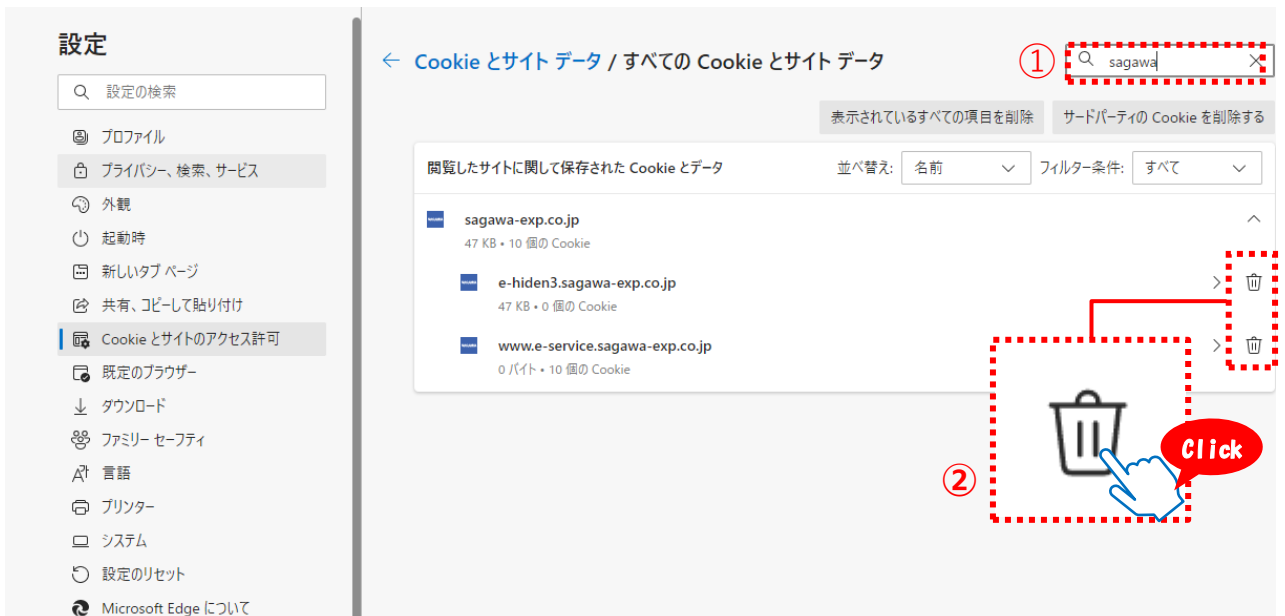 設定
設定の検索
プロファイル
プライバシー、検索、サービス
外観
起動時
新しいタブ ページ
共有、コピーして貼り付け
Cookie とサイトのアクセス許可
既定のブラウザー
ダウンロード
ファミリー セーフティ
言語
プリンター
システム
設定のリセット
Microsoft Edge について
← Cookie とサイト データ / すべての Cookie とサイト データ
① sagawa
表示されているすべての項目を削除 サードパーティの Cookie を削除する
閲覧したサイトに関して保存された Cookie とデータ 並べ替え: 名前 フィルター条件: すべて
sagawa-exp.co.jp
47 KB • 10 個の Cookie
e-hiden3.sagawa-exp.co.jp
47 KB • 0 個の Cookie
www.e-service.sagawa-exp.co.jp
0 バイト • 10 個の Cookie
②
Click